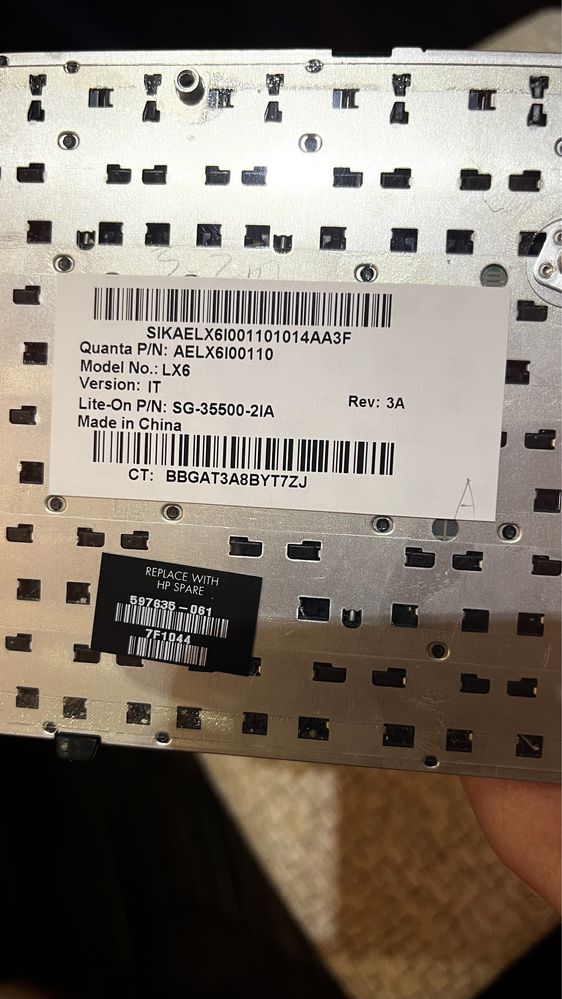 SIKAELX6I001101014AA3F
Quanta P/N: AELX6I00110
Model No.: LX6
Version: IT
Lite-On P/N: SG-35500-2IA Rev: 3A
Made in China
CT: BBGAT3A8BYT7ZJ
A
REPLACE WITH
HP SPARE
597635-061
7F1044